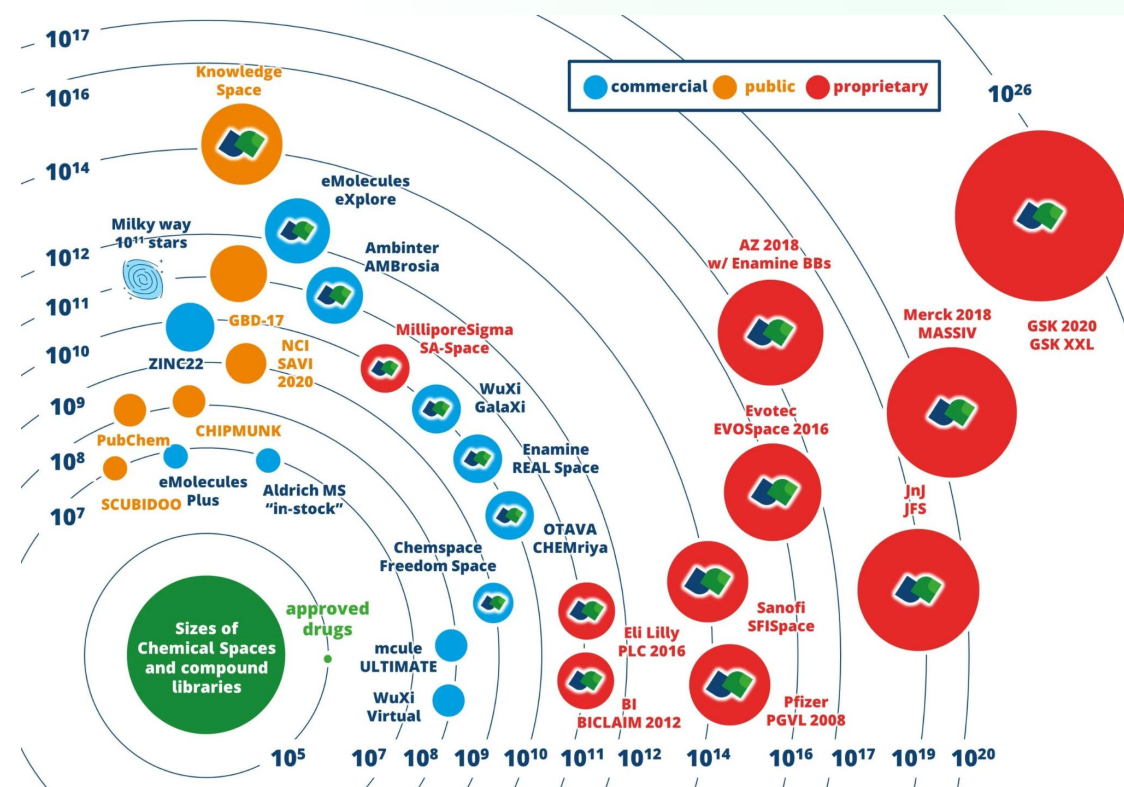 10¹⁷
10¹⁶
10¹⁴
10¹²
10¹¹
10¹⁰
10⁹
10⁸
10⁷
commercial
public
proprietary
10²⁶
Knowledge
Space
eMolecules
eXplore
Milky way
10¹¹ stars
Ambinter
AMBrosia
GBD-17
ZINC22
NCI
SAVI
2020
MilliporeSigma
SA-Space
WuXi
GalaXi
PubChem
CHIPMUNK
Enamine
REAL Space
SCUBIDOO
eMolecules
Plus
Aldrich MS
“in-stock”
OTAVA
CHEMriya
Chemspace
Freedom Space
AZ 2018
w/ Enamine BBs
Merck 2018
MASSIV
GSK 2020
GSK XXL
Evotec
EVOSpace 2016
JnJ
JFS
Sizes of
Chemical Spaces
and compound
libraries
approved
drugs
mcule
ULTIMATE
WuXi
Virtual
Eli Lilly
PLC 2016
BI
BICLAIM 2012
Sanofi
SFISpace
Pfizer
PGVL 2008
10⁵
10⁷
10⁸
10⁹
10¹⁰
10¹¹
10¹²
10¹⁴
10¹⁶
10¹⁷
10¹⁹
10²⁰